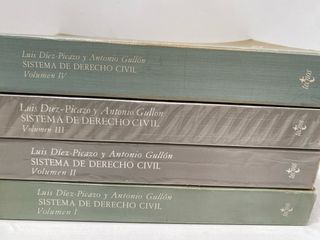 Luis Díez-Picazo y Antonio Gullón
SISTEMA DE DERECHO CIVIL
Volumen IV
Luis Díez-Picazo y Antonio Gullón
SISTEMA DE DERECHO CIVIL
Volumen III
Luis Díez-Picazo y Antonio Gullón
SISTEMA DE DERECHO CIVIL
Volumen II
Luis Díez-Picazo y Antonio Gullón
SISTEMA DE DERECHO CIVIL
Volumen I